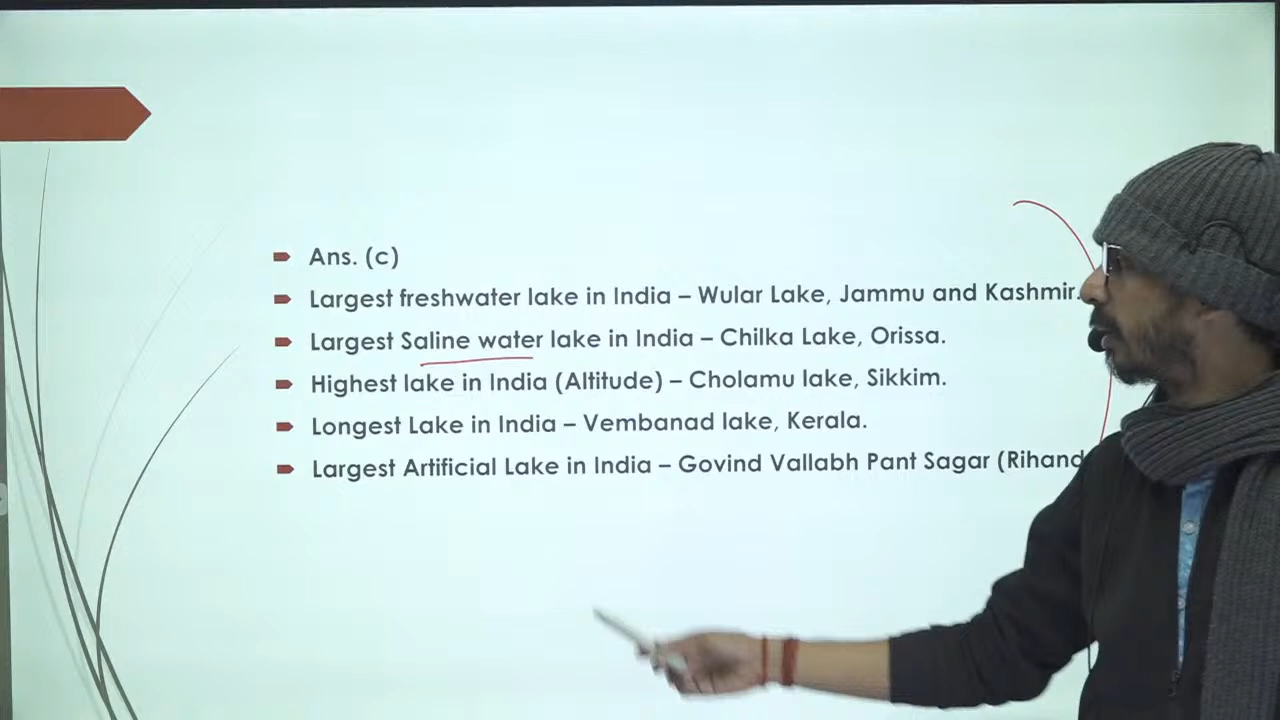 Ans. (c)
Largest freshwater lake in India – Wular Lake, Jammu and Kashmir.
Largest Saline water lake in India – Chilka Lake, Orissa.
Highest lake in India (Altitude) – Cholamu lake, Sikkim.
Longest Lake in India – Vembanad lake, Kerala.
Largest Artificial Lake in India – Govind Vallabh Pant Sagar (Rihand